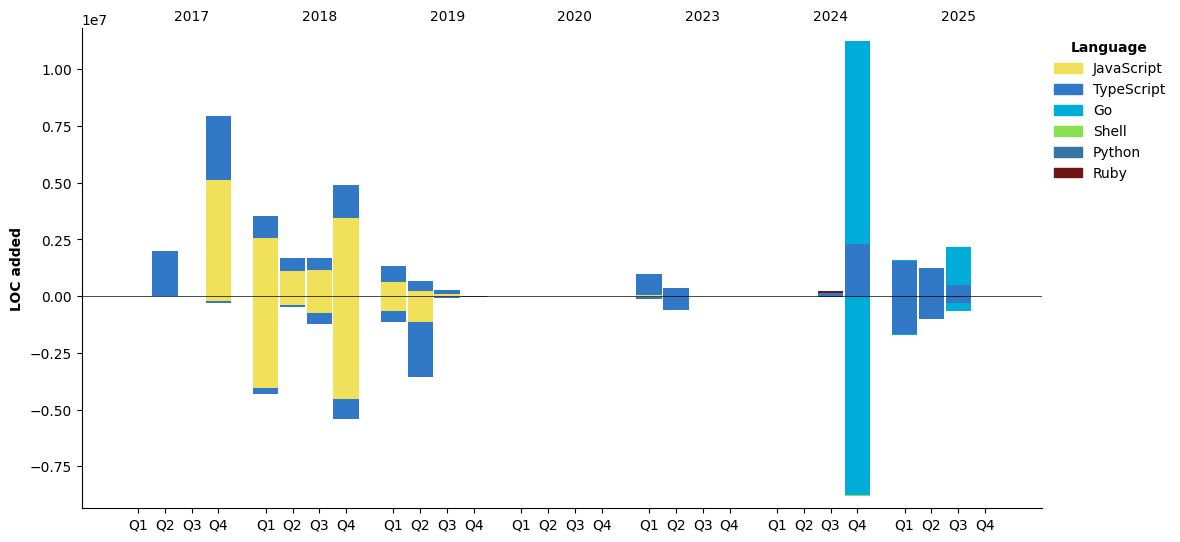 1e7
2017 2018 2019 2020 2023 2024 2025
Language
JavaScript
TypeScript
Go
Shell
Python
Ruby
LOC added
1.00
0.75
0.50
0.25
0.00
−0.25
−0.50
−0.75
Q1 Q2 Q3 Q4 Q1 Q2 Q3 Q4 Q1 Q2 Q3 Q4 Q1 Q2 Q3 Q4 Q1 Q2 Q3 Q4 Q1 Q2 Q3 Q4 Q1 Q2 Q3 Q4